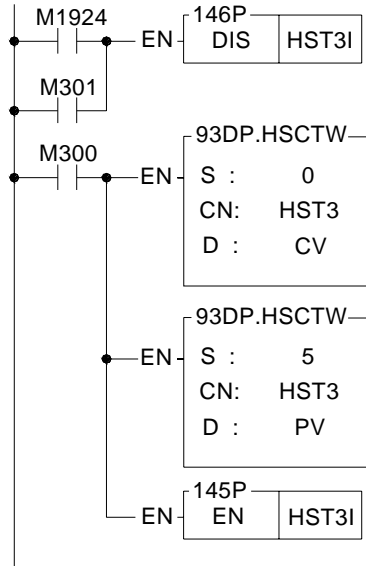 M1924
146P
EN DIS HST3I
M301
M300
93DP.HSCTW
EN S : 0
CN: HST3
D : CV
93DP.HSCTW
EN S : 5
CN: HST3
D : PV
145P
EN EN HST3I